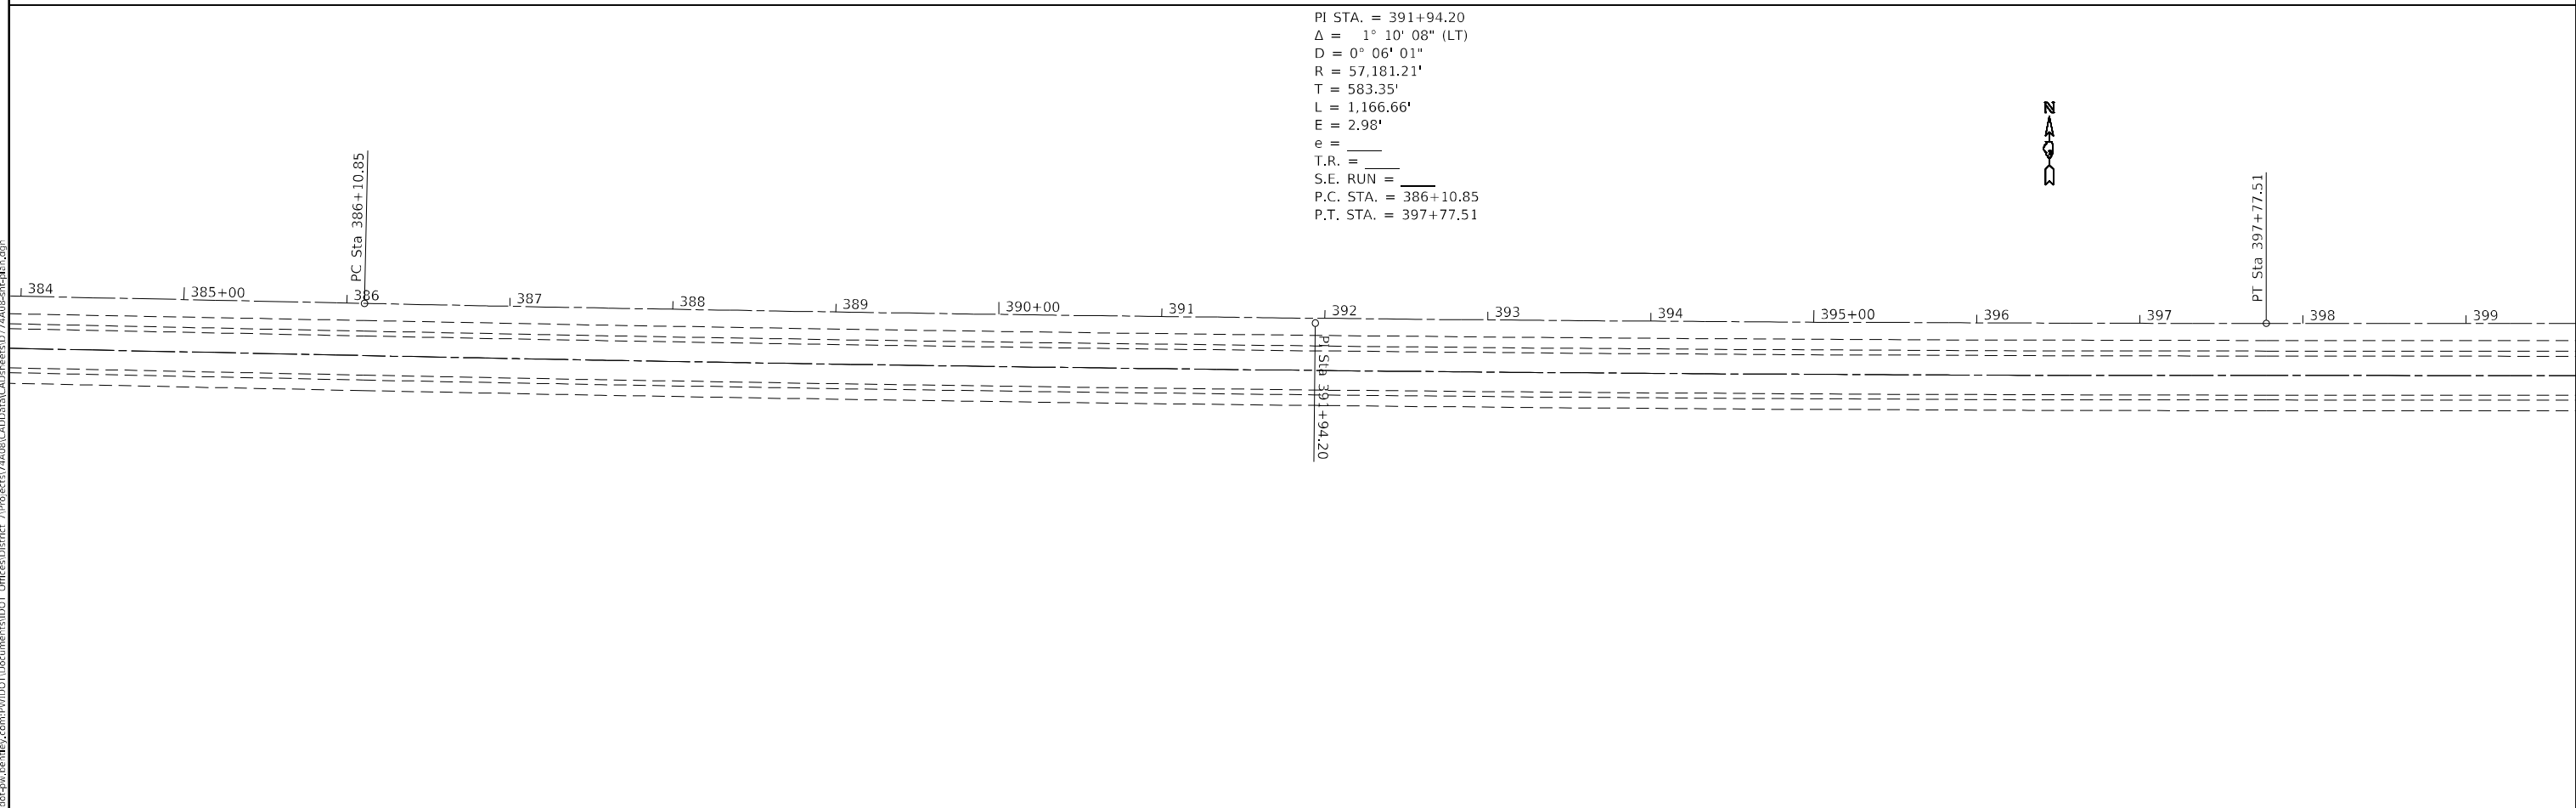 PI STA. = 391+94.20
Δ = 1° 10' 08" (LT)
D = 0° 06' 01"
R = 57,181.21'
T = 583.35'
L = 1,166.66'
E = 2.98'
e = ____
T.R. = ____
S.E. RUN = ____
P.C. STA. = 386+10.85
P.T. STA. = 397+77.51
N
PC Sta 386+10.85
PT Sta 397+77.51
384 385+00 386 387 388 389 390+00 391 392 393 394 395+00 396 397 398 399
PI Sta 391+94.20